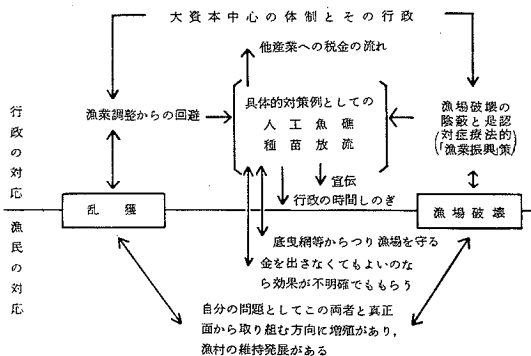 大資本中心の体制とその行政
他産業への税金の流れ
漁業調整からの回避
具体的対策例としての
人工魚礁
種苗放流
漁場破壊の
陰蔽と是認
(対症療法的
「漁業振興」策)
宣伝
行政の時間しのぎ
行政の対応
乱獲
漁場破壊
漁民の対応
底曳網等からつり漁場を守る
金を出さなくてもよいのな
ら効果が不明確でももらう
自分の問題としてこの両者と真正
面から取り組む方向に増殖があり,
漁村の維持発展がある